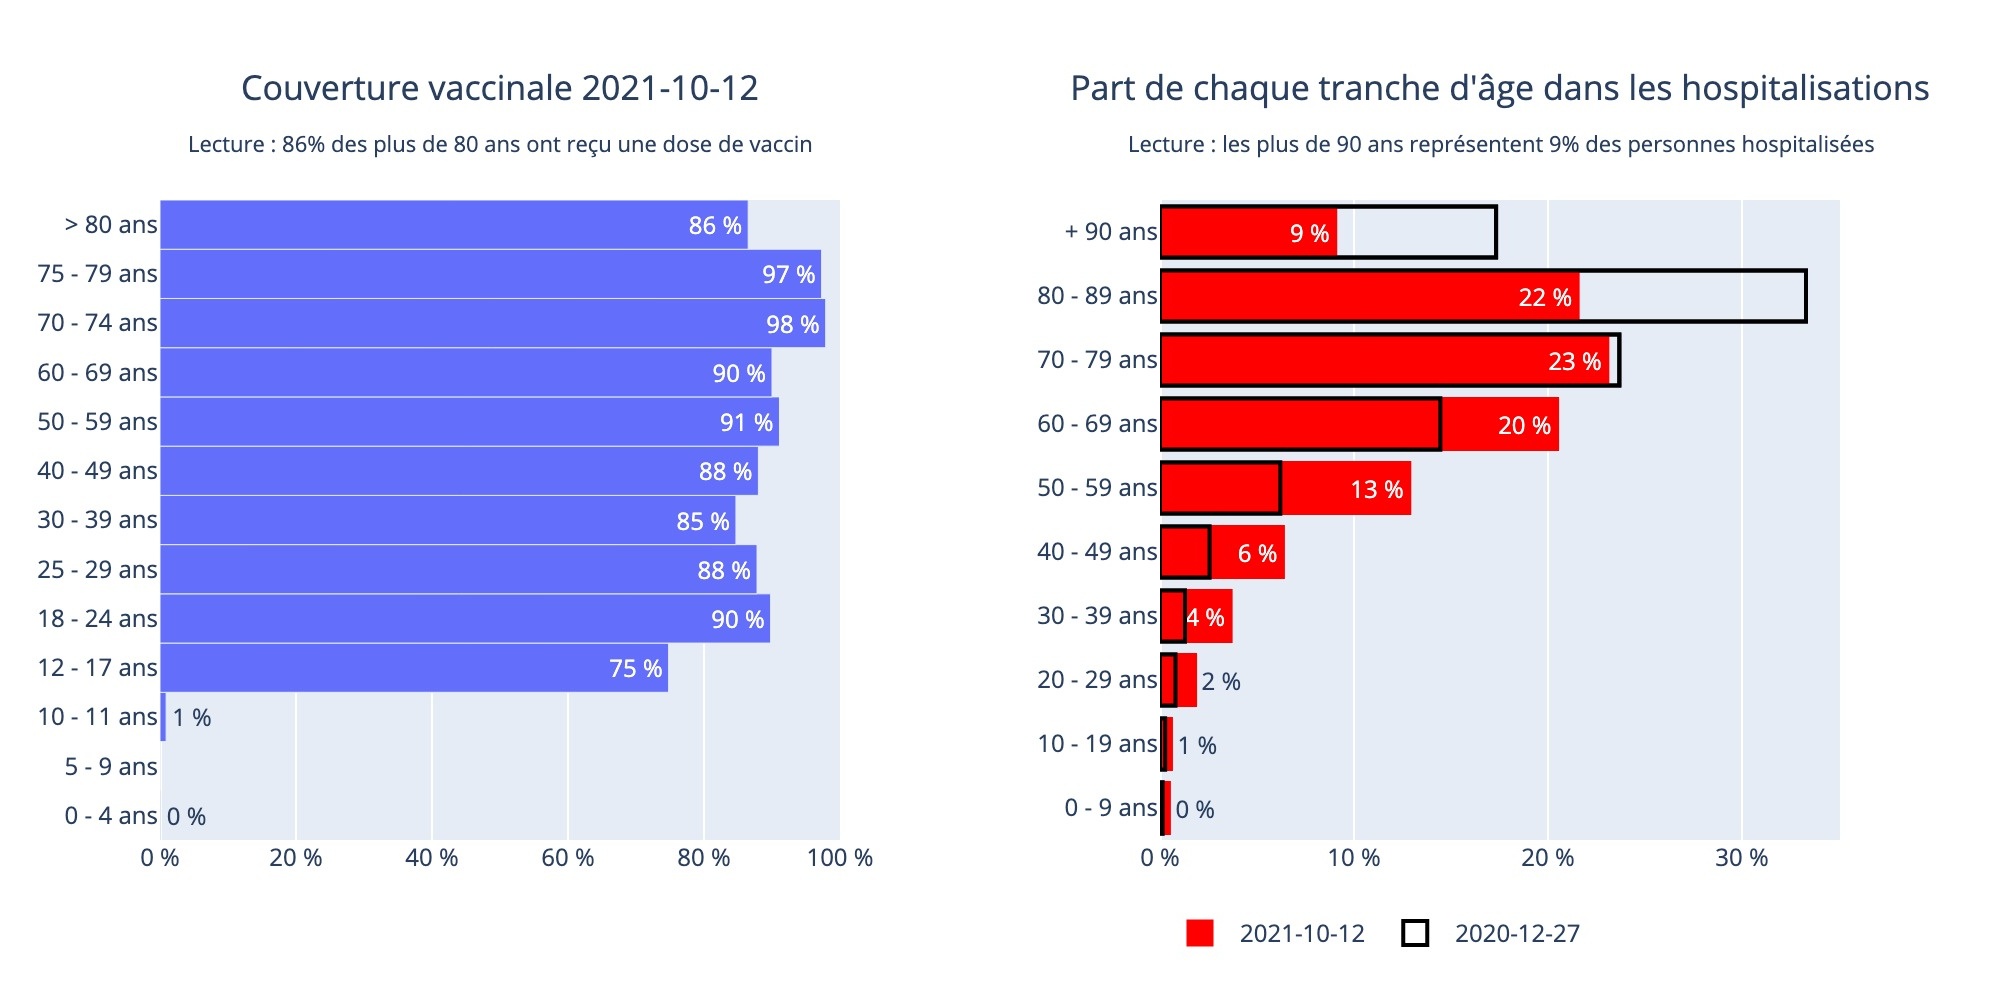 Couverture vaccinale 2021-10-12
Lecture : 86% des plus de 80 ans ont reçu une dose de vaccin
> 80 ans 86 %
75 - 79 ans 97 %
70 - 74 ans 98 %
60 - 69 ans 90 %
50 - 59 ans 91 %
40 - 49 ans 88 %
30 - 39 ans 85 %
25 - 29 ans 88 %
18 - 24 ans 90 %
12 - 17 ans 75 %
10 - 11 ans 1 %
5 - 9 ans
0 - 4 ans 0 %
0 % 20 % 40 % 60 % 80 % 100 %
Part de chaque tranche d'âge dans les hospitalisations
Lecture : les plus de 90 ans représentent 9% des personnes hospitalisées
+ 90 ans 9 %
80 - 89 ans 22 %
70 - 79 ans 23 %
60 - 69 ans 20 %
50 - 59 ans 13 %
40 - 49 ans 6 %
30 - 39 ans 4 %
20 - 29 ans 2 %
10 - 19 ans 1 %
0 - 9 ans 0 %
0 % 10 % 20 % 30 %
2021-10-12 2020-12-27